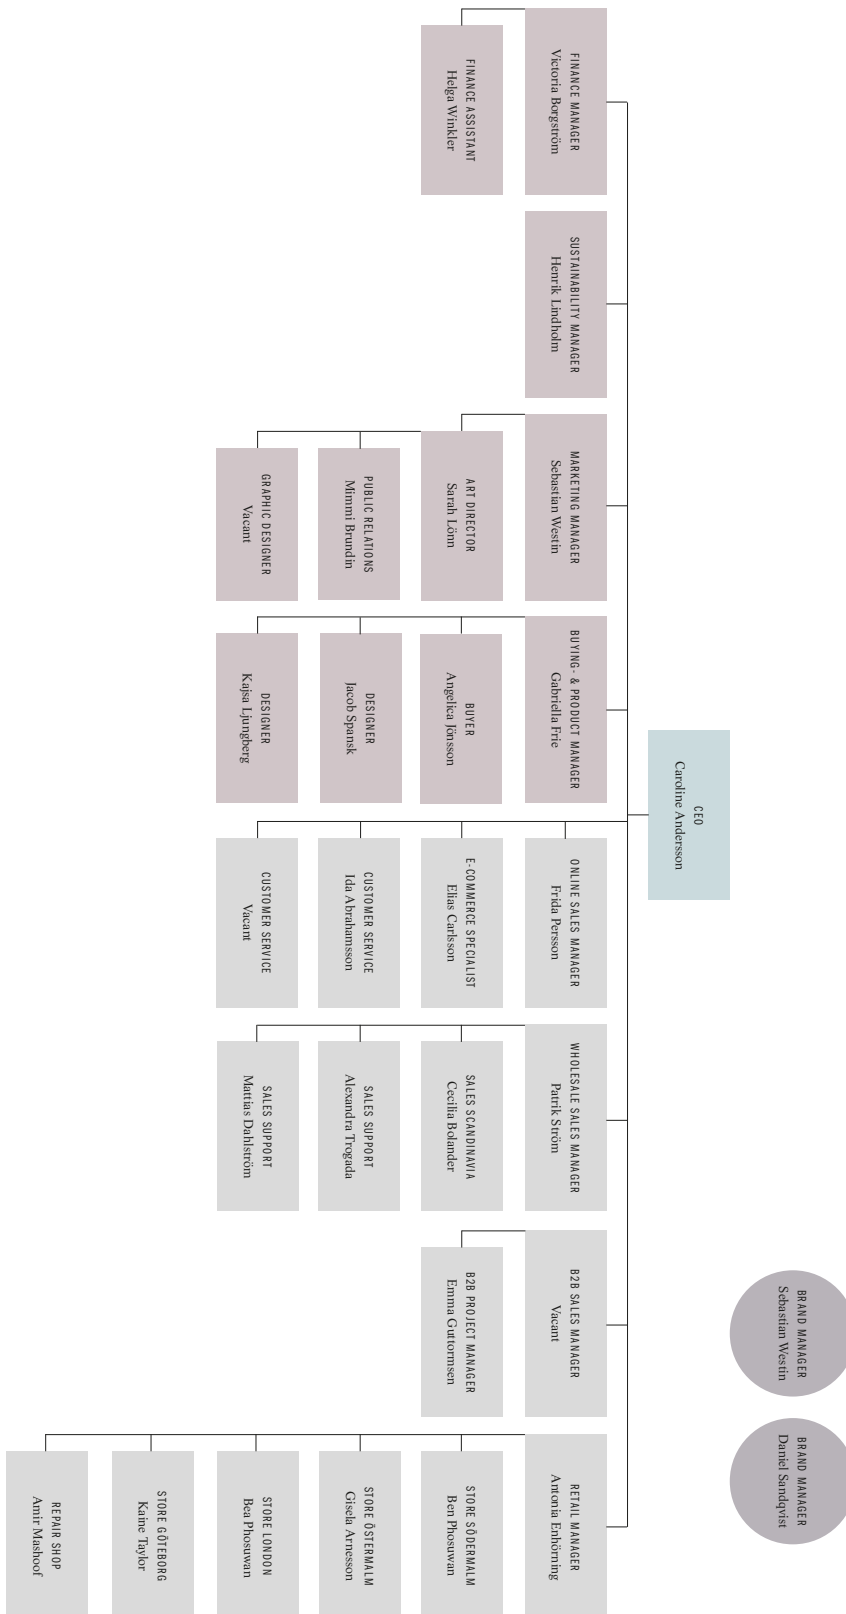 BRAND MANAGER
Sebastian Westin
BRAND MANAGER
Daniel Sandqvist
CEO
Caroline Andersson
FINANCE MANAGER
Victoria Borgström
FINANCE ASSISTANT
Helga Winkler
SUSTAINABILITY MANAGER
Henrik Lindholm
MARKETING MANAGER
Sebastian Westin
ART DIRECTOR
Sarah Lönn
PUBLIC RELATIONS
Mimmi Brundin
GRAPHIC DESIGNER
Vacant
BUYING- & PRODUCT MANAGER
Gabriella Frie
BUYER
Angelica Jönsson
DESIGNER
Jacob Spansk
DESIGNER
Kajsa Ljungberg
ONLINE SALES MANAGER
Frida Persson
E-COMMERCE SPECIALIST
Elias Carlsson
CUSTOMER SERVICE
Ida Abrahamsson
CUSTOMER SERVICE
Vacant
WHOLESALE SALES MANAGER
Patrik Ström
SALES SCANDINAVIA
Cecilia Bolander
SALES SUPPORT
Alexandra Trogada
SALES SUPPORT
Mattias Dahlström
B2B SALES MANAGER
Vacant
B2B PROJECT MANAGER
Emma Guttormsen
RETAIL MANAGER
Antonia Enhörning
STORE SÖDERMALM
Ben Phosuwan
STORE ÖSTERMALM
Gisela Arnesson
STORE LONDON
Bea Phosuwan
STORE GÖTEBORG
Kaine Taylor
REPAIR SHOP
Amir Mashoof